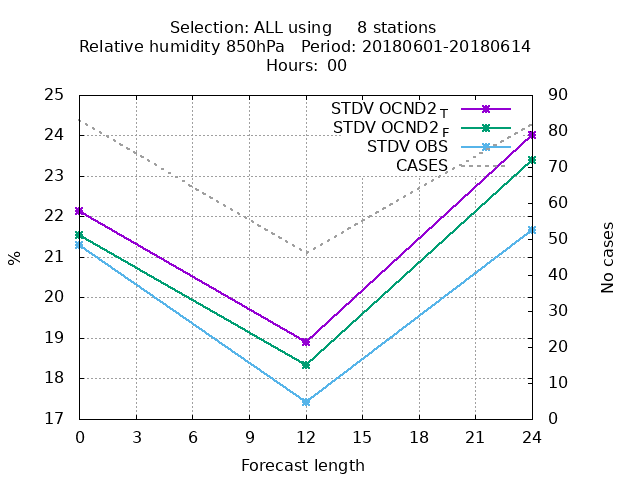 Selection: ALL using     8 stations
Relative humidity 850hPa   Period: 20180601-20180614
Hours: 00
25
24
23
22
21
20
19
18
17
%
90
80
70
60
50
40
30
20
10
0
No cases
STDV OCND2 T
STDV OCND2 F
STDV OBS
CASES
0 3 6 9 12 15 18 21 24
Forecast length